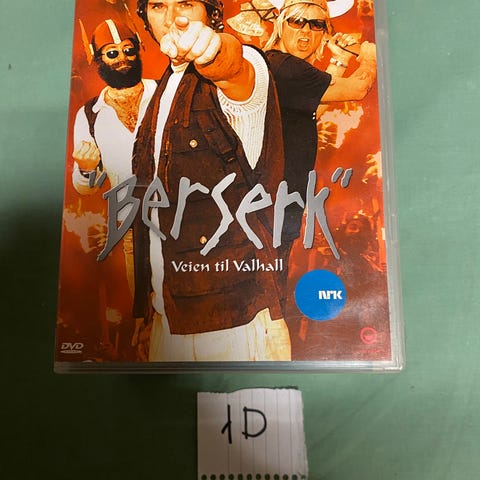 "Berserk"
Veien til Valhall
NRK
DVD
1D